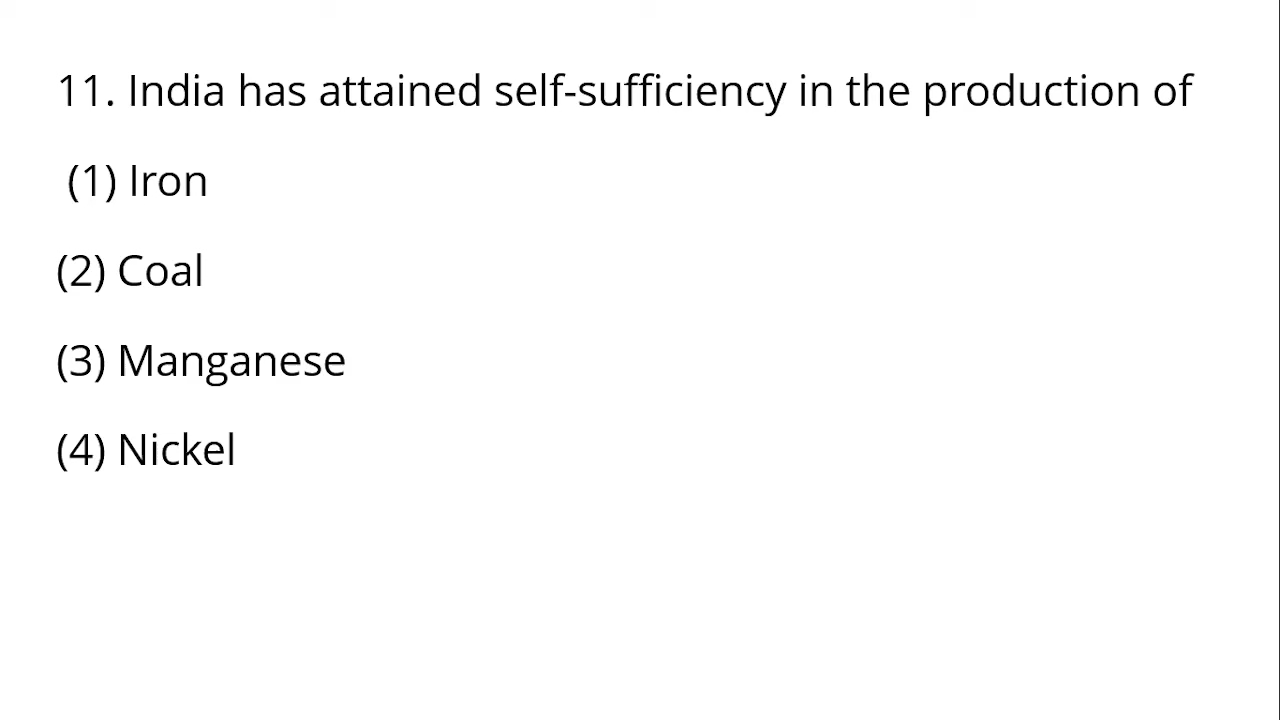 11. India has attained self-sufficiency in the production of
(1) Iron
(2) Coal
(3) Manganese
(4) Nickel